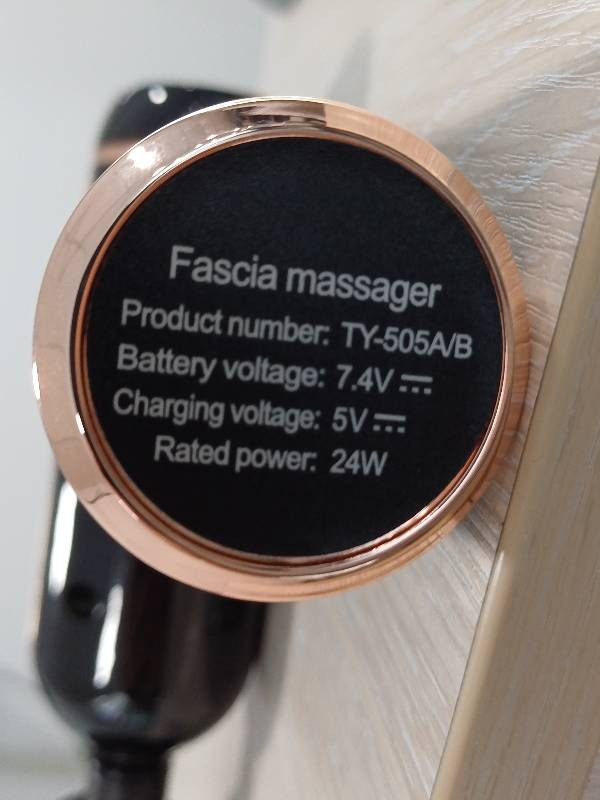 Fascia massager
Product number: TY-505A/B
Battery voltage: 7.4V ⎓
Charging voltage: 5V ⎓
Rated power: 24W